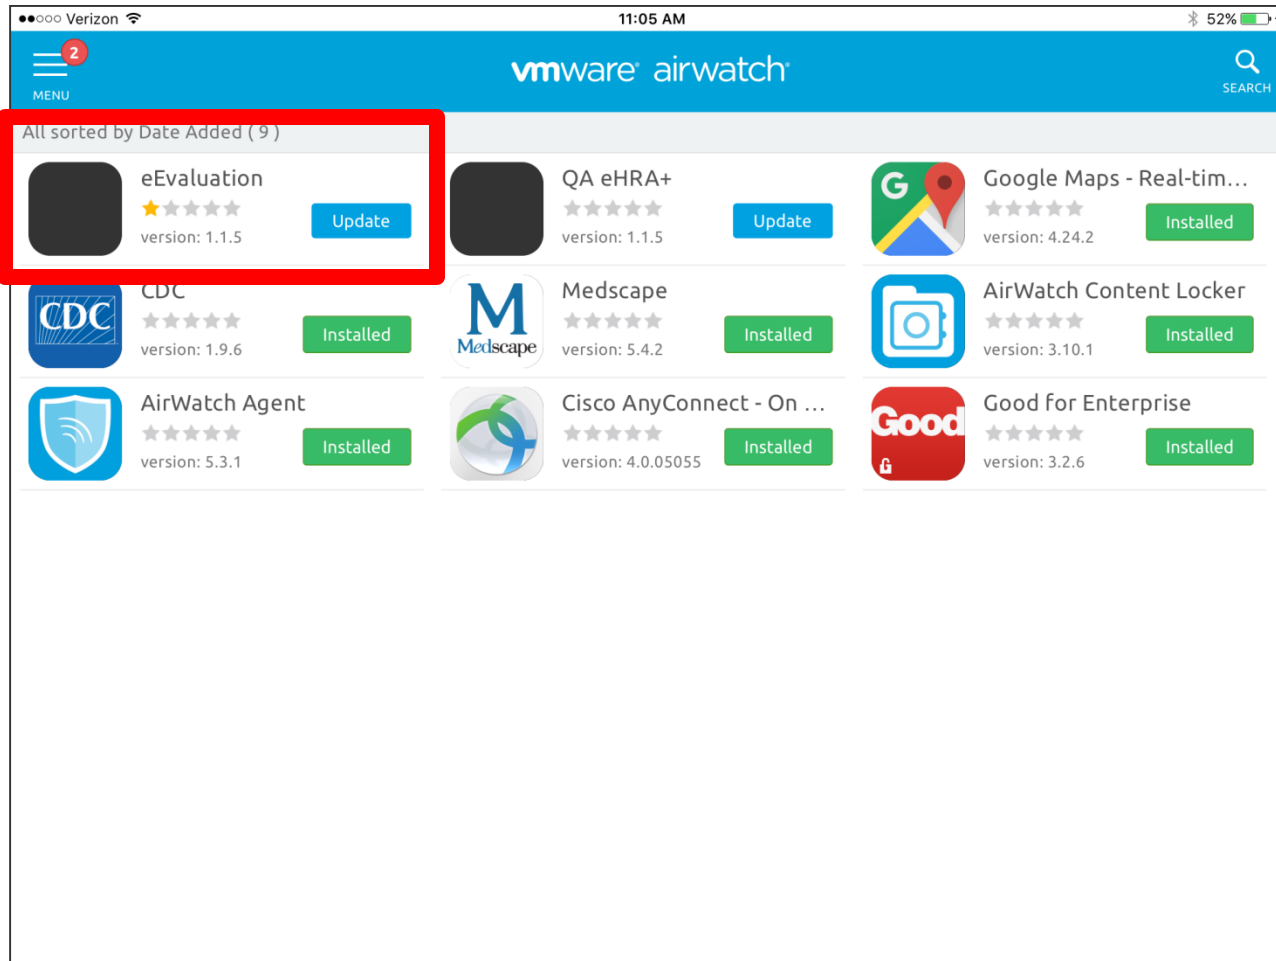 Verizon 11:05 AM 52%
2
MENU
vmware airwatch
SEARCH
All sorted by Date Added ( 9 )
eEvaluation
version: 1.1.5
Update
QA eHRA+
version: 1.1.5
Update
G
Google Maps - Real-tim...
version: 4.24.2
Installed
CDC
CDC
version: 1.9.6
Installed
M
Medscape
Medscape
version: 5.4.2
Installed
AirWatch Content Locker
version: 3.10.1
Installed
AirWatch Agent
version: 5.3.1
Installed
Cisco AnyConnect - On ...
version: 4.0.05055
Installed
Good
G
Good for Enterprise
version: 3.2.6
Installed